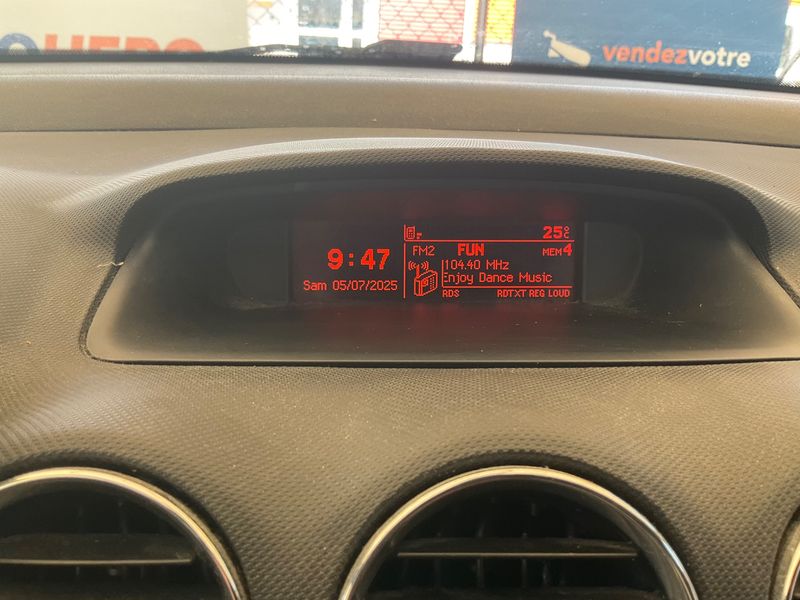 vendezvotre
25°C
9:47
FM2 FUN MEM4
104.40 MHz
Enjoy Dance Music
Sam 05/07/2025
RDS RDTXT REG LOUD